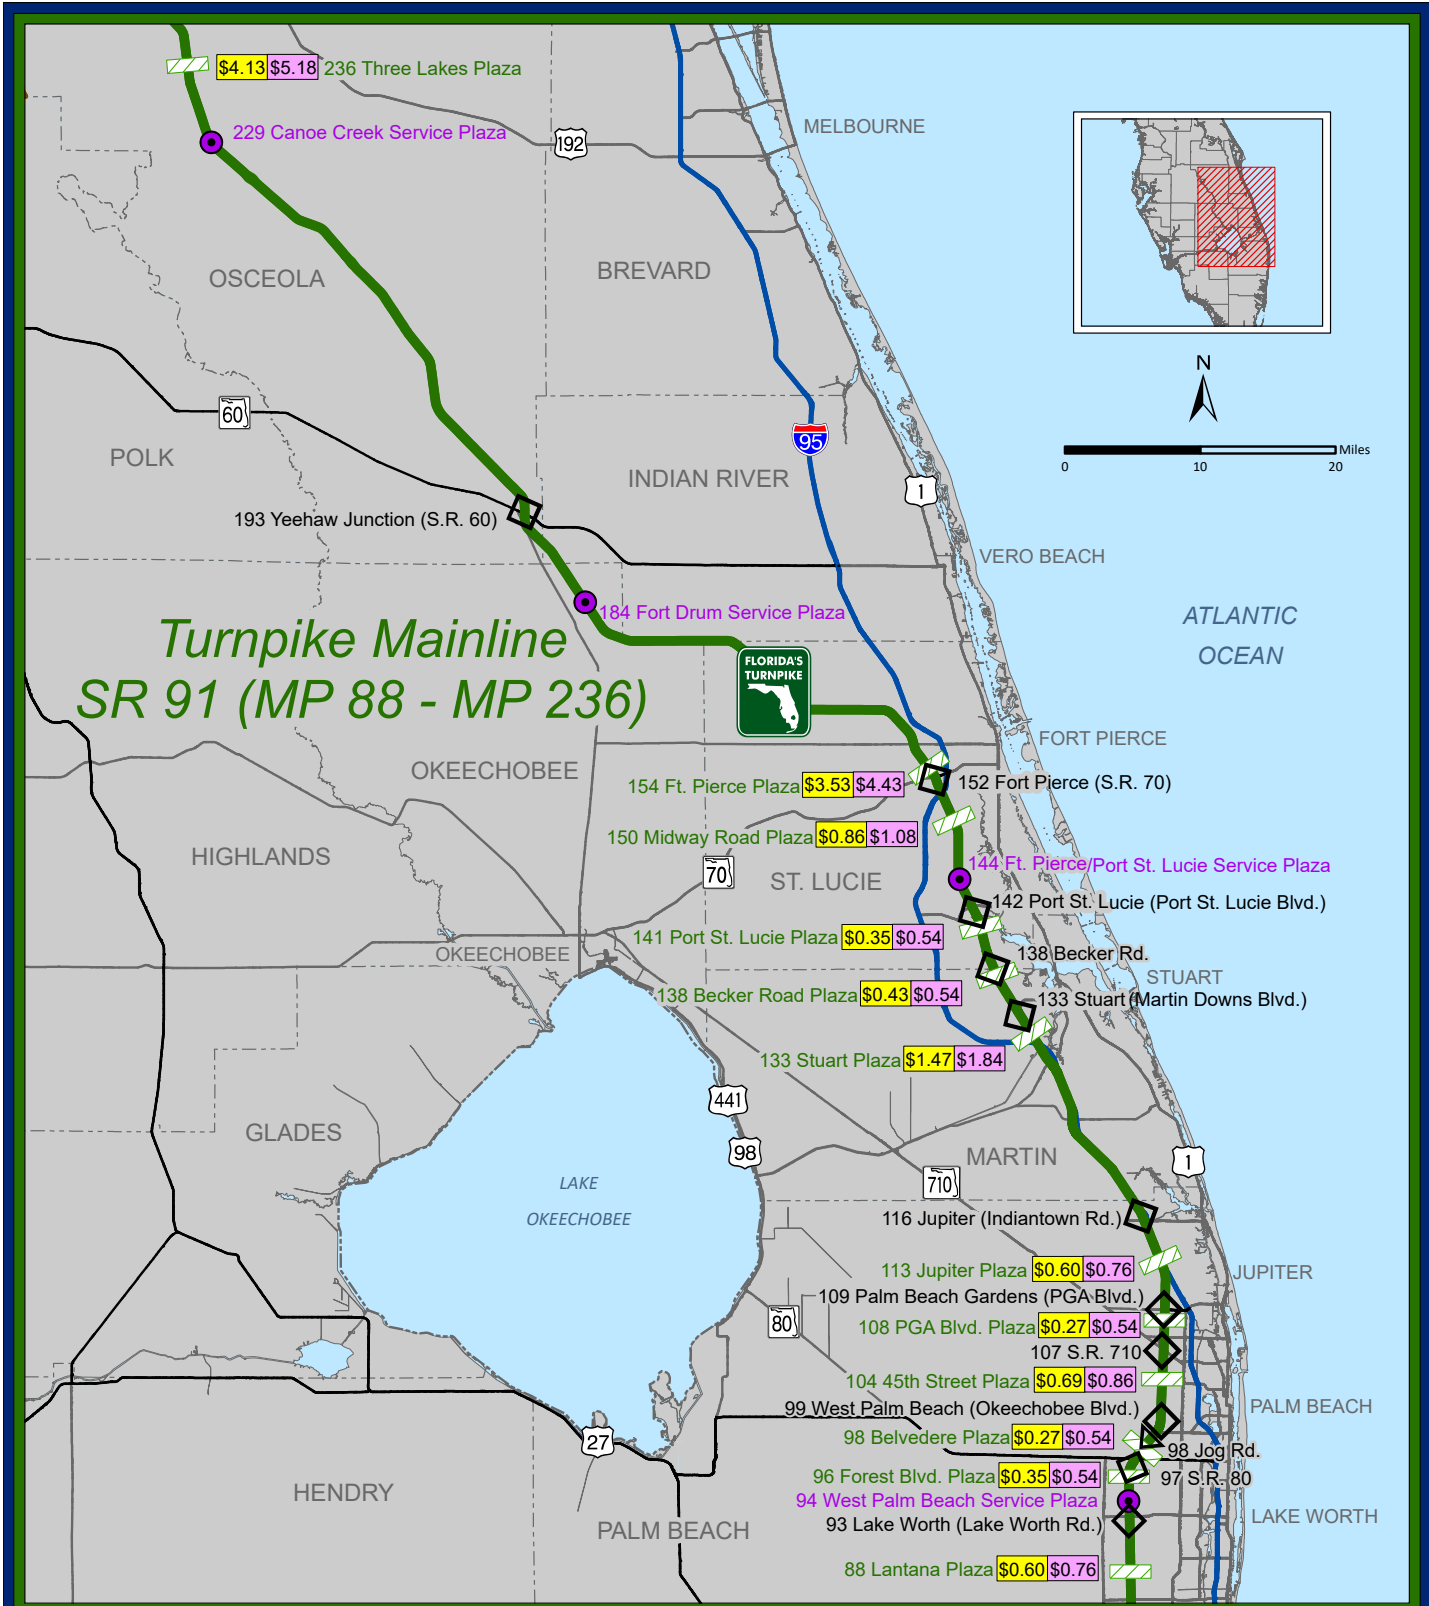 $4.13 $5.18 236 Three Lakes Plaza
229 Canoe Creek Service Plaza
192
MELBOURNE
OSCEOLA
BREVARD
N
60
95
Miles
0 10 20
POLK
INDIAN RIVER
1
193 Yeehaw Junction (S.R. 60)
VERO BEACH
184 Fort Drum Service Plaza
Turnpike Mainline
SR 91 (MP 88 - MP 236)
FLORIDA'S
TURNPIKE
ATLANTIC
OCEAN
FORT PIERCE
OKEECHOBEE
154 Ft. Pierce Plaza $3.53 $4.43
152 Fort Pierce (S.R. 70)
150 Midway Road Plaza $0.86 $1.08
HIGHLANDS
70
ST. LUCIE
144 Ft. Pierce/Port St. Lucie Service Plaza
142 Port St. Lucie (Port St. Lucie Blvd.)
141 Port St. Lucie Plaza $0.35 $0.54
OKEECHOBEE
138 Becker Rd.
STUART
138 Becker Road Plaza $0.43 $0.54
133 Stuart (Martin Downs Blvd.)
133 Stuart Plaza $1.47 $1.84
441
GLADES
98
MARTIN
1
LAKE
OKEECHOBEE
710
116 Jupiter (Indiantown Rd.)
113 Jupiter Plaza $0.60 $0.76
JUPITER
109 Palm Beach Gardens (PGA Blvd.)
80
108 PGA Blvd. Plaza $0.27 $0.54
107 S.R. 710
104 45th Street Plaza $0.69 $0.86
99 West Palm Beach (Okeechobee Blvd.)
PALM BEACH
27
98 Belvedere Plaza $0.27 $0.54
98 Jog Rd.
96 Forest Blvd. Plaza $0.35 $0.54
97 S.R. 80
HENDRY
94 West Palm Beach Service Plaza
LAKE WORTH
PALM BEACH
93 Lake Worth (Lake Worth Rd.)
88 Lantana Plaza $0.60 $0.76